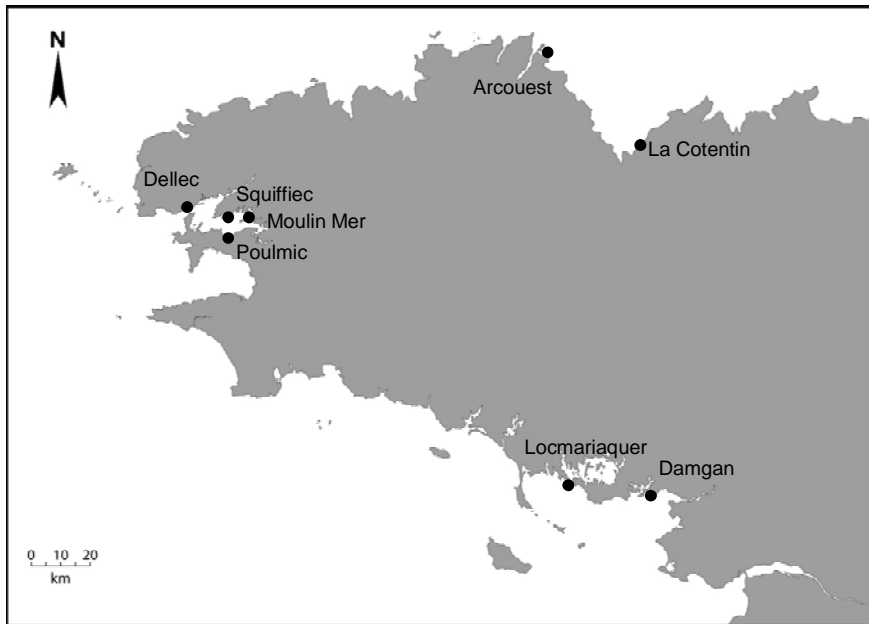 N
Arcouest
La Cotentin
Dellec
Squiffiec
Moulin Mer
Poulmic
Locmariaquer
Damgan
0 10 20
km